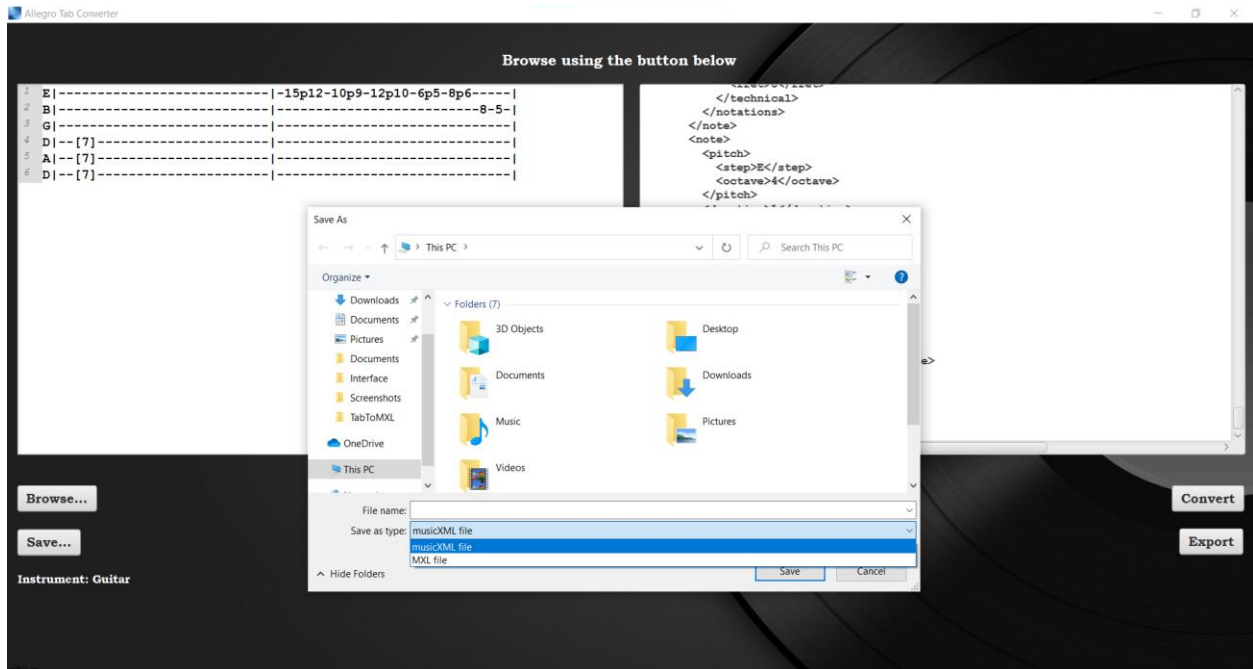 Allegro Tab Converter
Browse using the button below
1 E|---------------------------|-15p12-10p9-12p10-6p5-8p6-----|
2 B|---------------------------|--------------------------8-5-|
3 G|---------------------------|------------------------------|
4 D|--[7]----------------------|------------------------------|
5 A|--[7]----------------------|------------------------------|
6 D|--[7]----------------------|------------------------------|
</technical>
</notations>
</note>
<note>
<pitch>
<step>E</step>
<octave>4</octave>
</pitch>
e>
Save As
This PC
Search This PC
Organize
Downloads
Documents
Pictures
Documents
Interface
Screenshots
TabToMXL
OneDrive
This PC
Folders (7)
3D Objects
Desktop
Documents
Downloads
Music
Pictures
Videos
File name:
Save as type: musicXML file
musicXML file
MXL file
Hide Folders
Save
Cancel
Browse...
Save...
Instrument: Guitar
Convert
Export